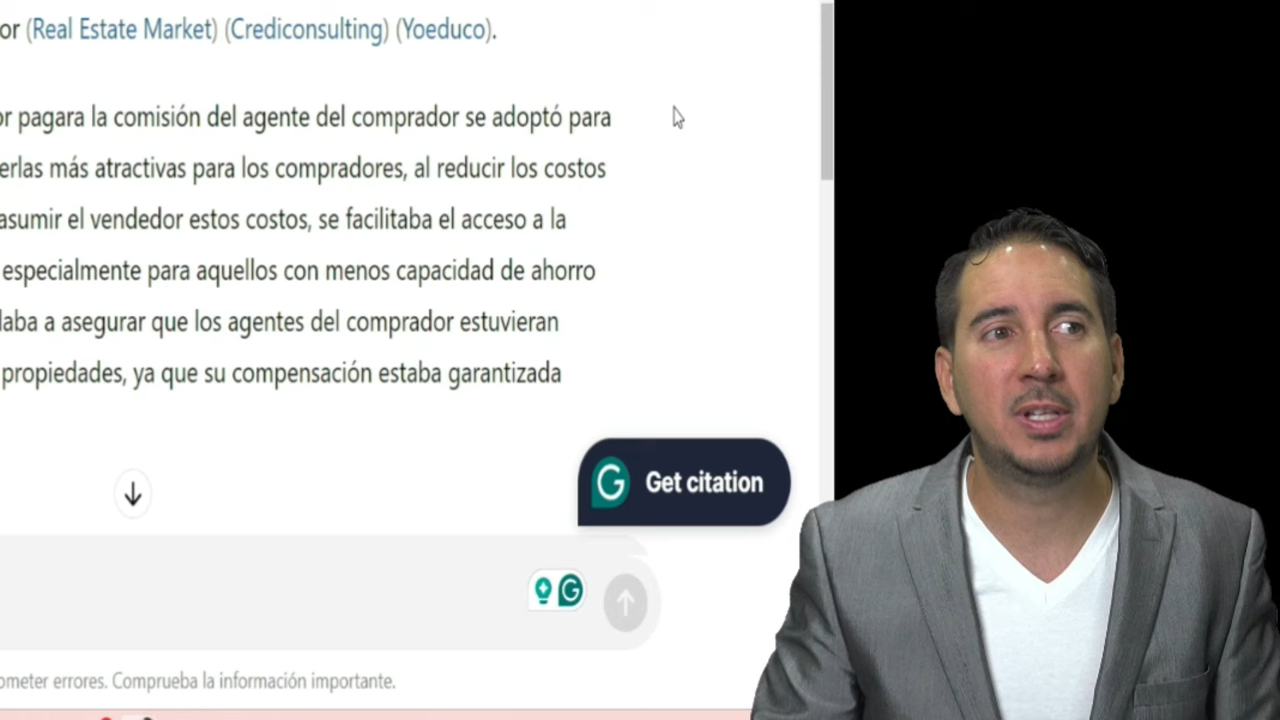 or (Real Estate Market) (Crediconsulting) (Yoeduco).
or pagara la comisión del agente del comprador se adoptó para
erlas más atractivas para los compradores, al reducir los costos
asumir el vendedor estos costos, se facilitaba el acceso a la
especialmente para aquellos con menos capacidad de ahorro
daba a asegurar que los agentes del comprador estuvieran
propiedades, ya que su compensación estaba garantizada
G Get citation
G
ometer errores. Comprueba la información importante.